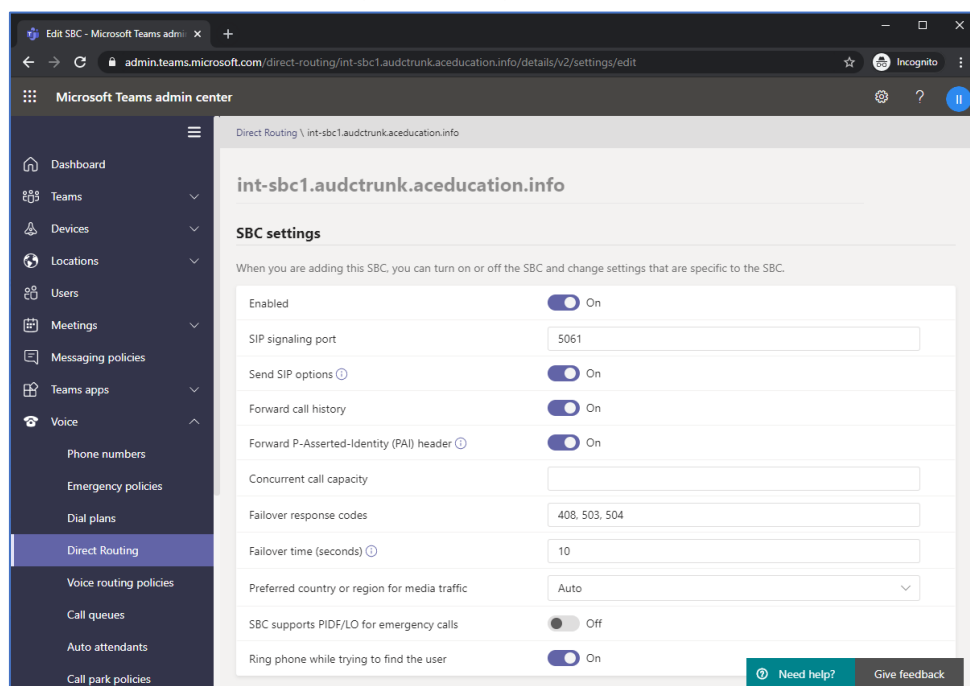 Edit SBC - Microsoft Teams admi
admin.teams.microsoft.com/direct-routing/int-sbc1.audctrunk.aceducation.info/details/v2/settings/edit
Incognito
Microsoft Teams admin center
?
II
Dashboard
Teams
Devices
Locations
Users
Meetings
Messaging policies
Teams apps
Voice
Phone numbers
Emergency policies
Dial plans
Direct Routing
Voice routing policies
Call queues
Auto attendants
Call park policies
Direct Routing \ int-sbc1.audctrunk.aceducation.info
int-sbc1.audctrunk.aceducation.info
SBC settings
When you are adding this SBC, you can turn on or off the SBC and change settings that are specific to the SBC.
Enabled On
SIP signaling port 5061
Send SIP options On
Forward call history On
Forward P-Asserted-Identity (PAI) header On
Concurrent call capacity
Failover response codes 408, 503, 504
Failover time (seconds) 10
Preferred country or region for media traffic Auto
SBC supports PIDF/LO for emergency calls Off
Ring phone while trying to find the user On
Need help? Give feedback